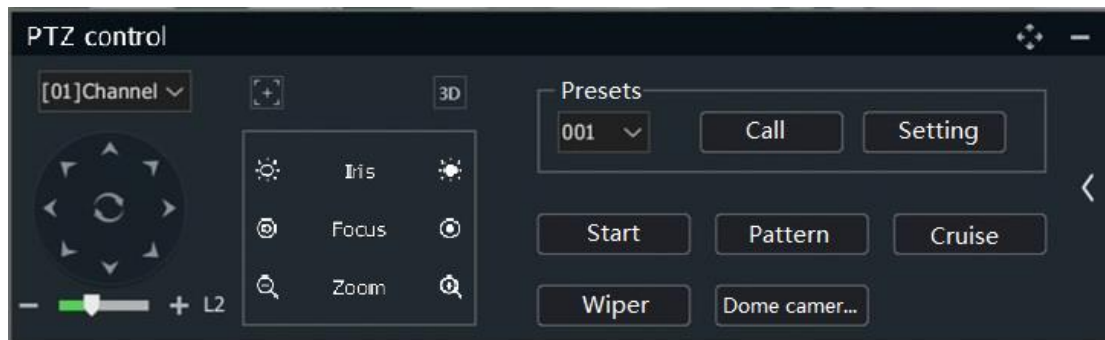 PTZ control
[01]Channel
3D
Presets
001
Call
Setting
Iris
Focus
Zoom
Start
Pattern
Cruise
L2
Wiper
Dome camer...